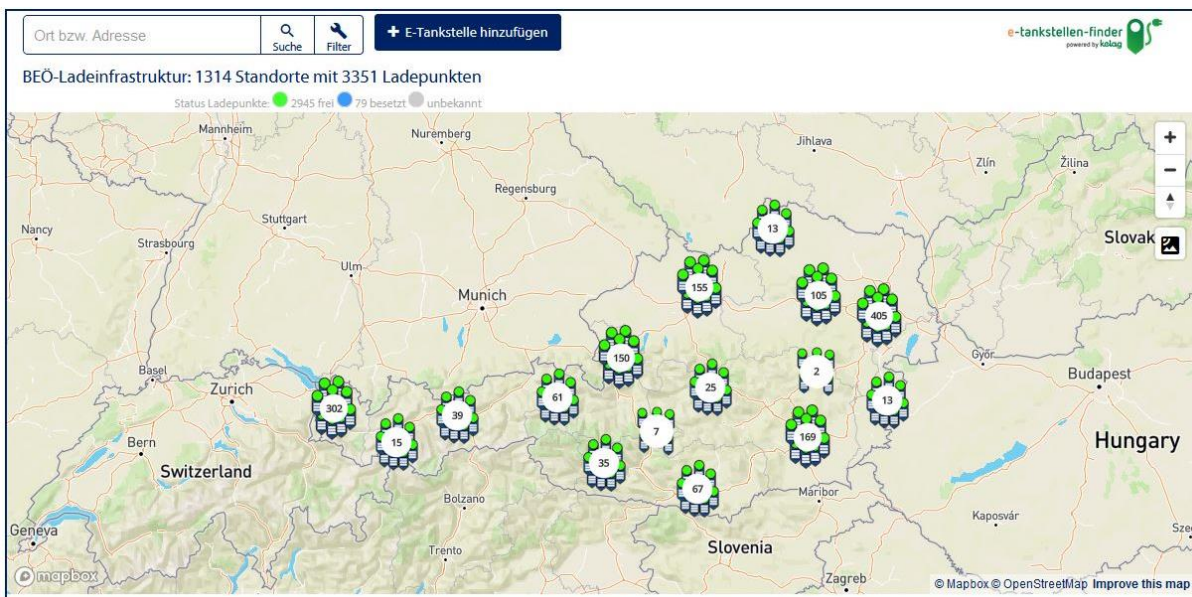 Ort bzw. Adresse
Suche
Filter
+ E-Tankstelle hinzufügen
e-tankstellen-finder
powered by kelag
BEÖ-Ladeinfrastruktur: 1314 Standorte mit 3351 Ladepunkten
Status Ladepunkte: 2945 frei 79 besetzt unbekannt
Mannheim
Nuremberg
Jihlava
Zlín
Žilina
Regensburg
Nancy
Stuttgart
Strasbourg
13
Slovak
Ulm
Munich
155
105
405
150
Győr
Basel
Zurich
2
Budapest
25
61
302
39
13
7
15
169
Bern
Switzerland
35
Hungary
67
Bolzano
Maribor
Kaposvár
Geneva
Slovenia
Trento
Zagreb
Sze
mapbox
© Mapbox © OpenStreetMap Improve this map